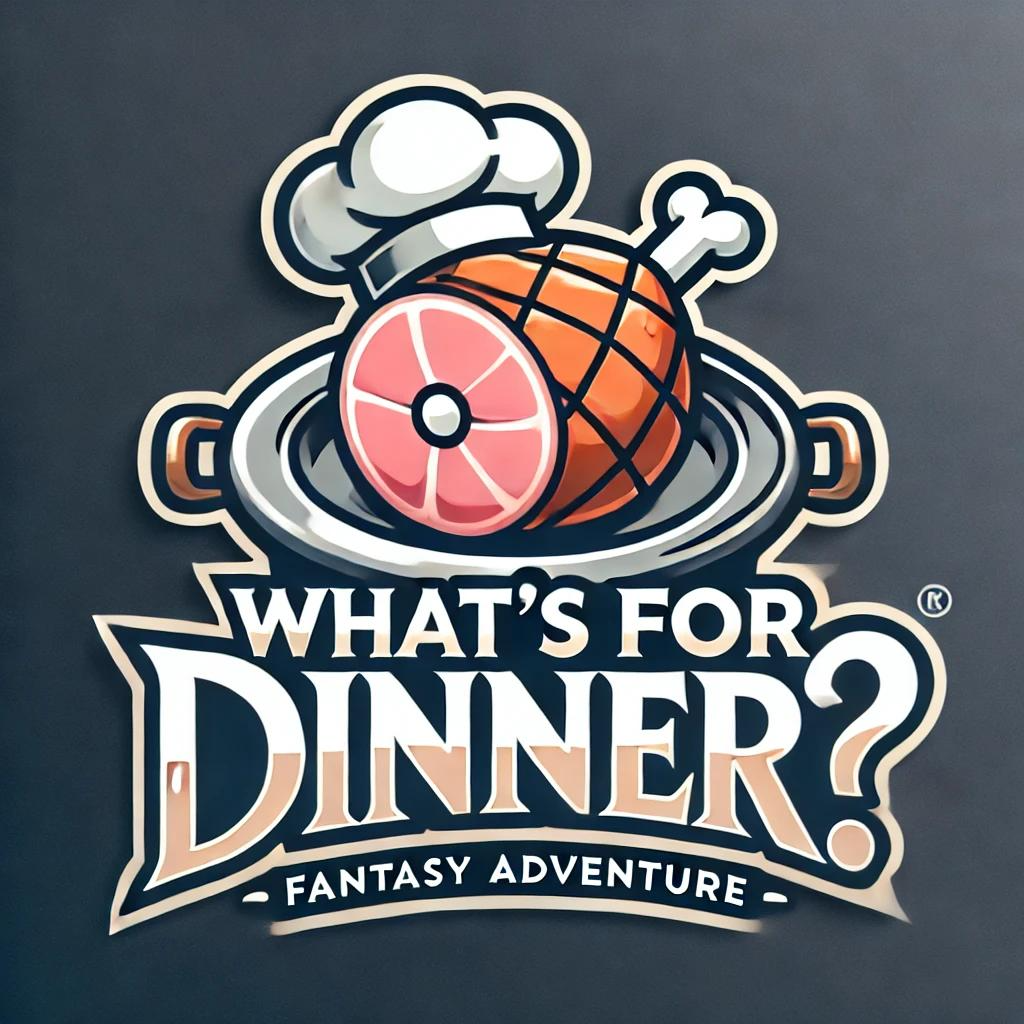 WHAT'S FOR
DINNER?
®
- FANTASY ADVENTURE -